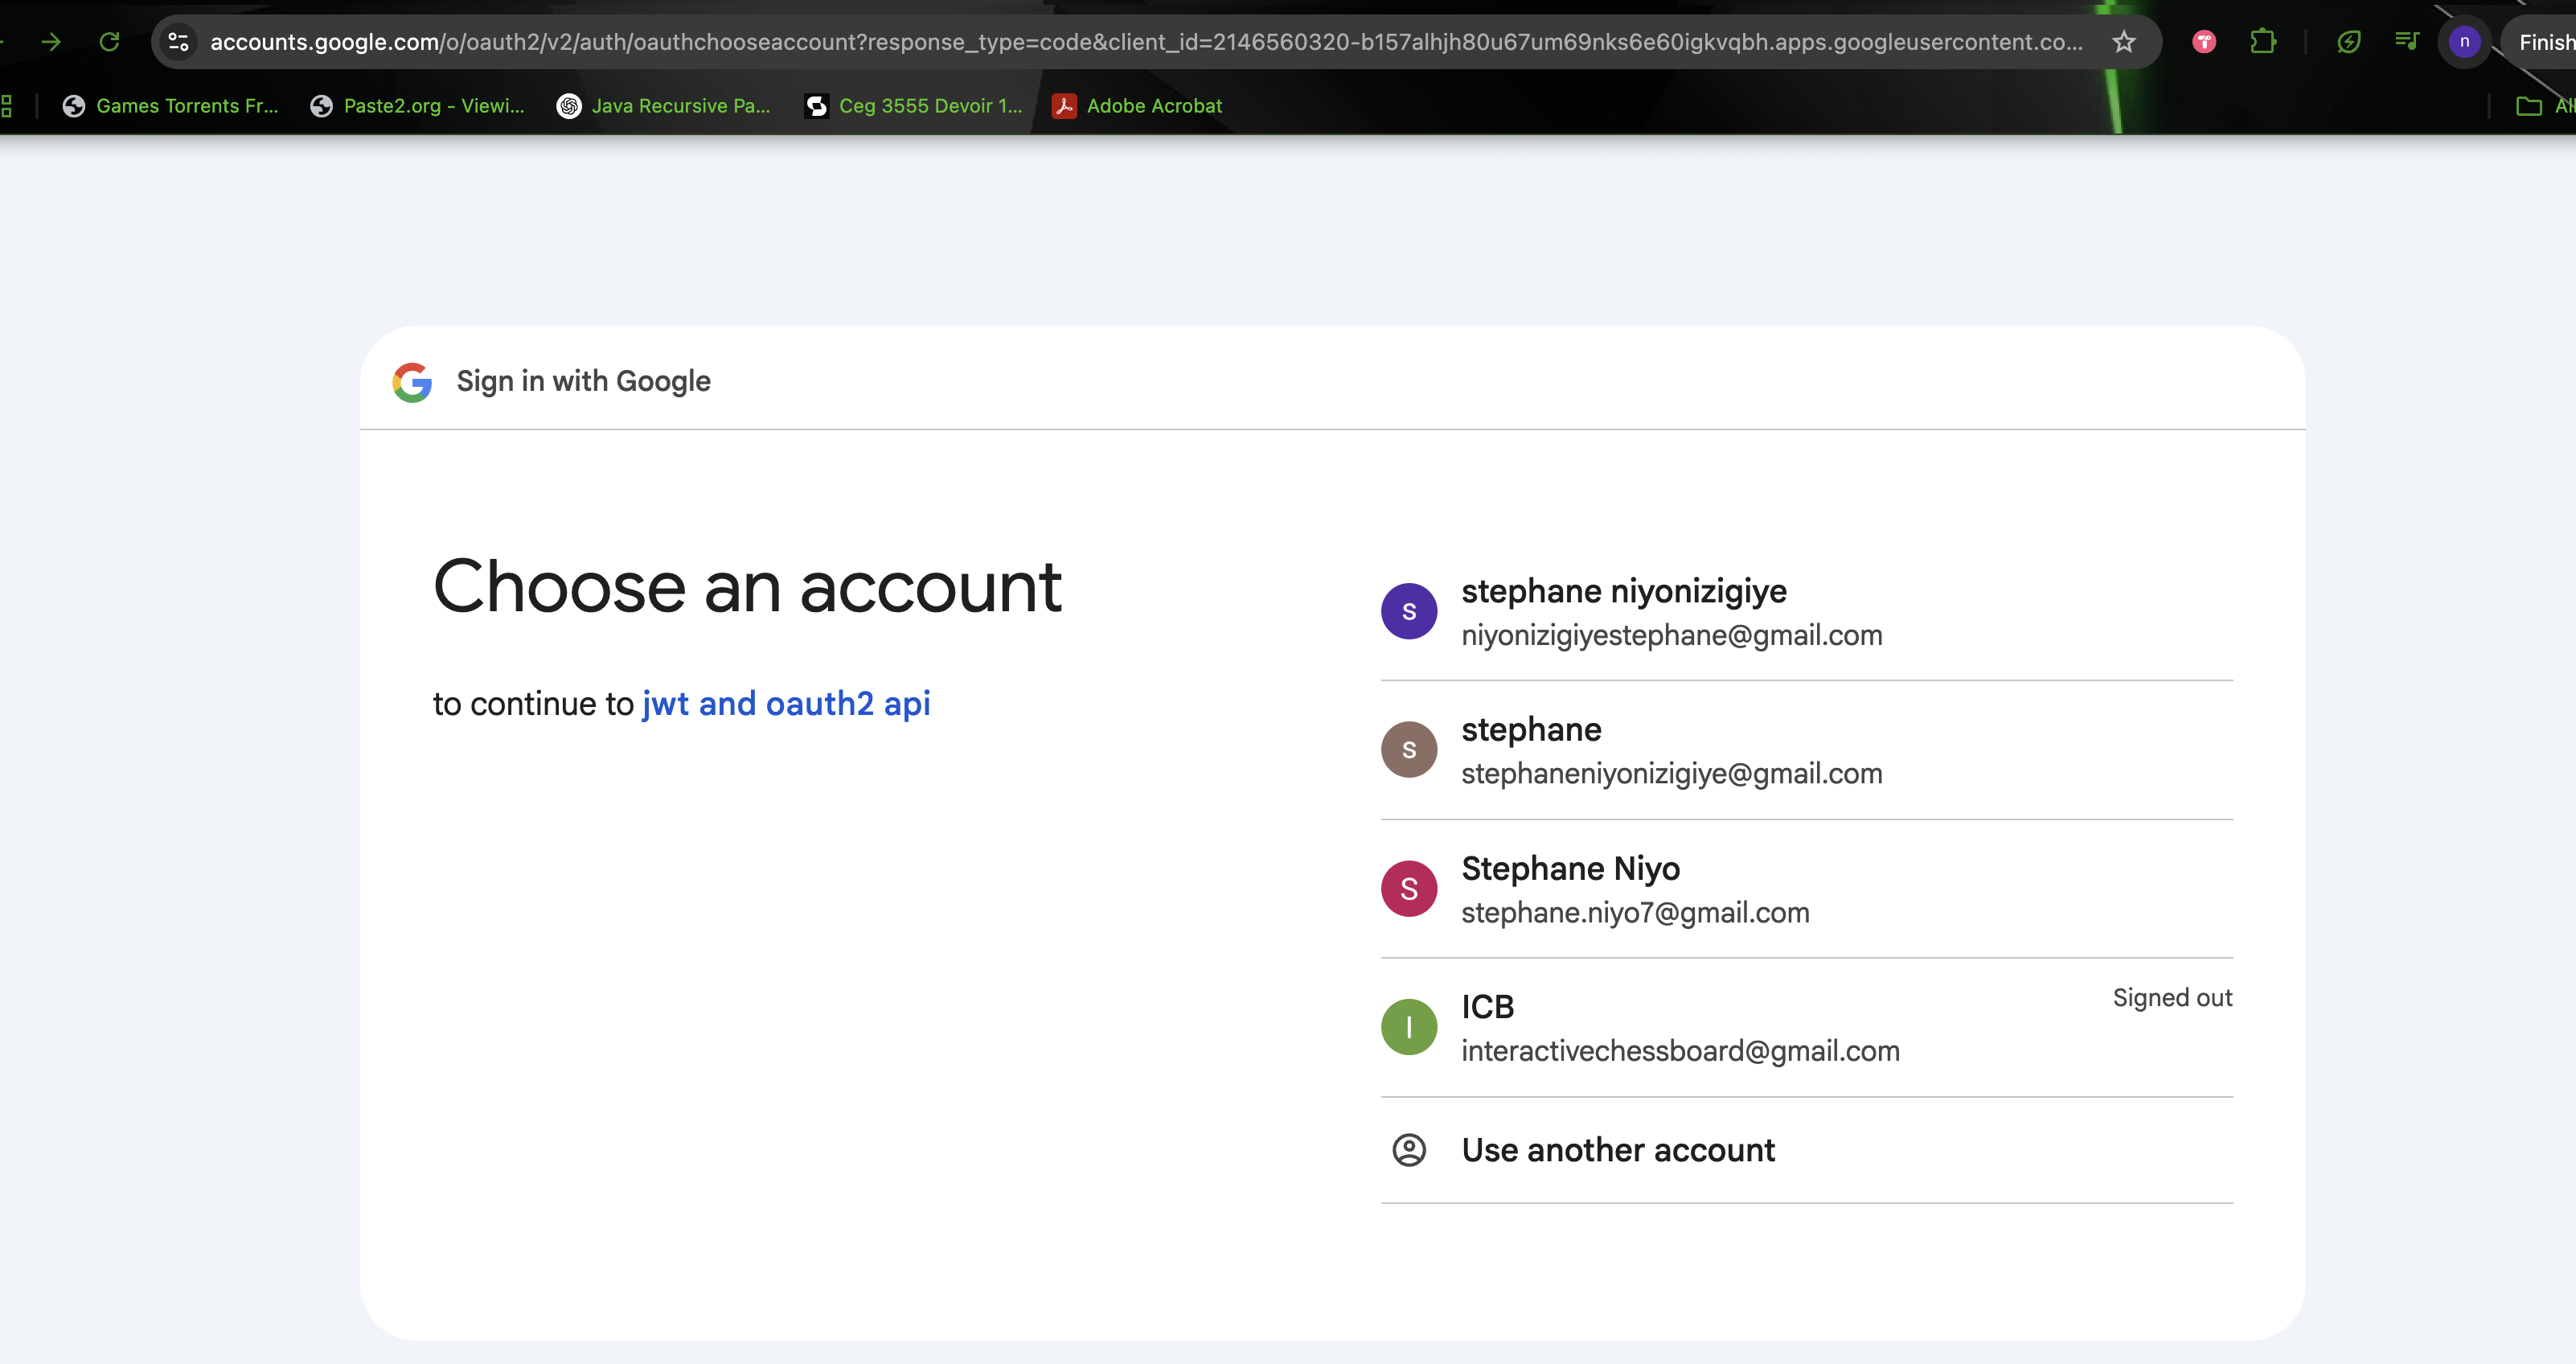 accounts.google.com/o/oauth2/v2/auth/oauthchooseaccount?response_type=code&client_id=2146560320-b157alhjh80u67um69nks6e60igkvqbh.apps.googleusercontent.co...
n
Finish
Games Torrents Fr...
Paste2.org - Viewi...
Java Recursive Pa...
Ceg 3555 Devoir 1...
Adobe Acrobat
All
Sign in with Google
Choose an account
to continue to jwt and oauth2 api
s
stephane niyonizigiye
niyonizigiyestephane@gmail.com
s
stephane
stephaneniyonizigiye@gmail.com
S
Stephane Niyo
stephane.niyo7@gmail.com
I
ICB
Signed out
interactivechessboard@gmail.com
Use another account